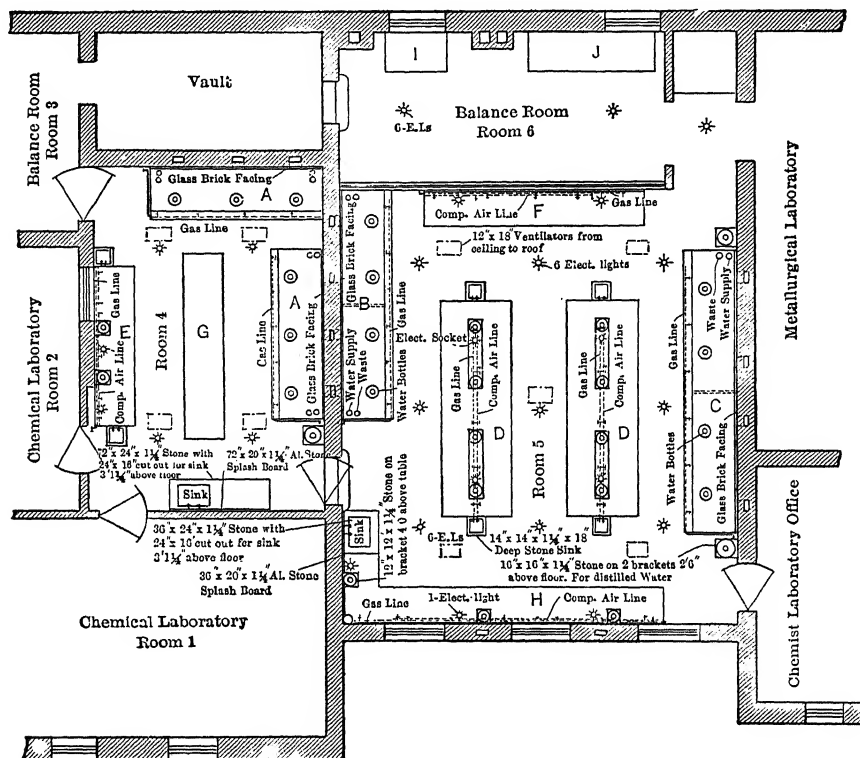 Vault
I
J
Balance Room
Room 3
6-E.Ls
Balance Room
Room 6
Metallurgical Laboratory
Glass Brick Facing
A
Gas Line
Comp. Air Line
F
Gas Line
12"x 18" Ventilators from
ceiling to roof
6 Elect. lights
Glass Brick Facing
B
Gas Line
Water Supply
Waste
Water Bottles
Chemical Laboratory
Room 2
Gas Line
E
Comp. Air Line
Room 4
G
Gas Line
A
Glass Brick Facing
Elect. Socket
Gas Line
Comp. Air Line
D
Room 5
Gas Line
Comp. Air Line
D
Gas Line
Waste
Water Supply
C
Water Bottles
Glass Brick Facing
72"x 24"x 1¼" Stone with
24"x 16" cut out for sink
3'1½" above floor
72"x 20"x 1¼" Al. Stone
Splash Board
Sink
36"x 24"x 1¼" Stone with
24"x 16" cut out for sink
3'1½" above floor
36"x 20"x 1¼" Al. Stone
Splash Board
Sink
12"x 12"x 1¼" Stone on
bracket 4'0 above table
6-E.Ls
14"x 14"x 1¼"x 18"
Deep Stone Sink
16"x 16"x 1¼" Stone on 2 brackets 2'6"
above floor. For distilled Water
Gas Line
1-Elect. light
H
Comp. Air Line
Chemical Laboratory
Room 1
Chemist Laboratory Office